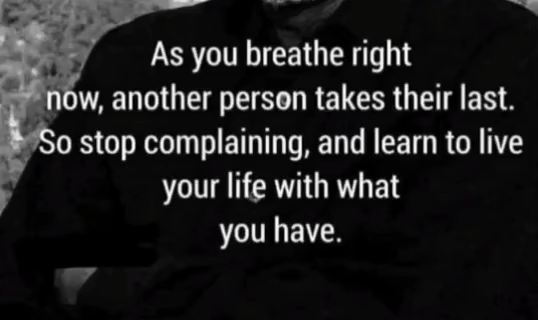 As you breathe right
now, another person takes their last.
So stop complaining, and learn to live
your life with what
you have.